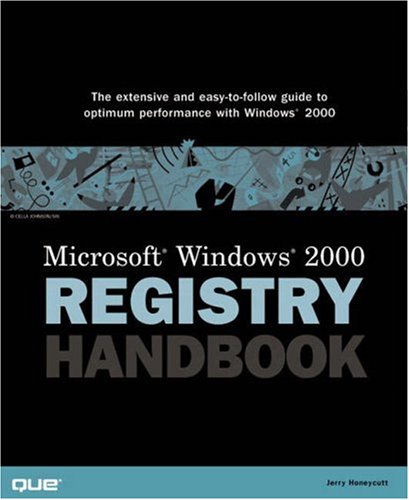 The extensive and easy-to-follow guide to
optimum performance with Windows® 2000
Microsoft® Windows® 2000
REGISTRY
HANDBOOK
QUE®
Jerry Honeycutt